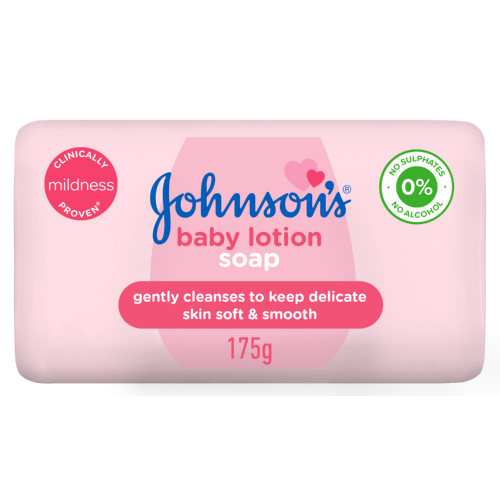 CLINICALLY
mildness
PROVEN*
Johnson's®
baby lotion
soap
NO SULPHATES
0%
NO ALCOHOL
gently cleanses to keep delicate
skin soft & smooth
175g